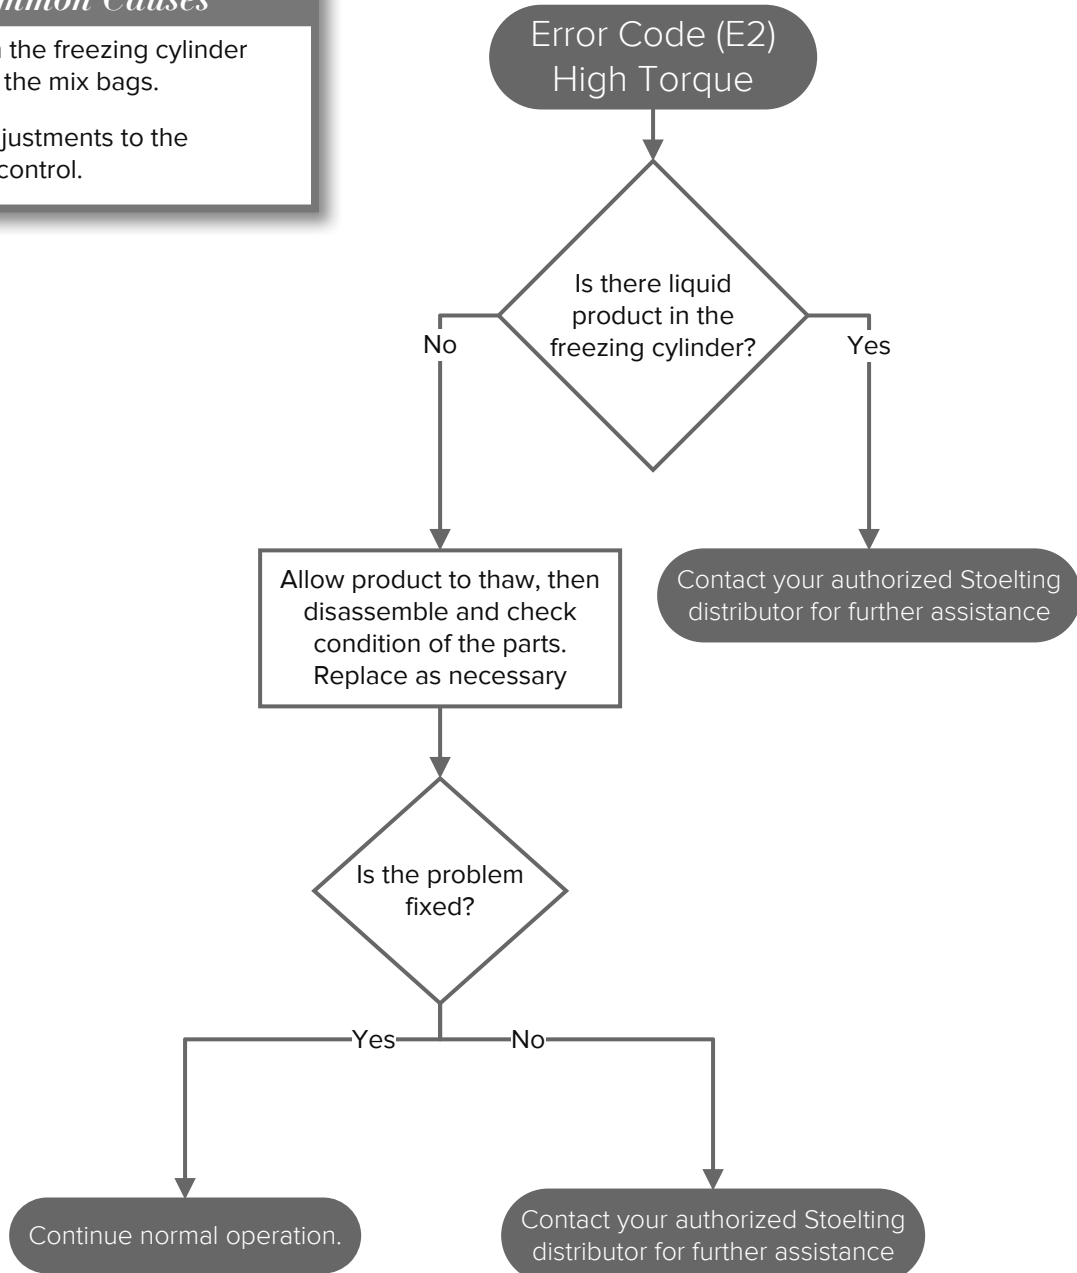 Causes
the freezing cylinder
the mix bags.
to the
control.
Error Code (E2)
High Torque
Is there liquid
product in the
freezing cylinder?
No
Yes
Allow product to thaw, then
disassemble and check
condition of the parts.
Replace as necessary
Contact your authorized Stoelting
distributor for further assistance
Is the problem
fixed?
Yes
No
Continue normal operation.
Contact your authorized Stoelting
distributor for further assistance